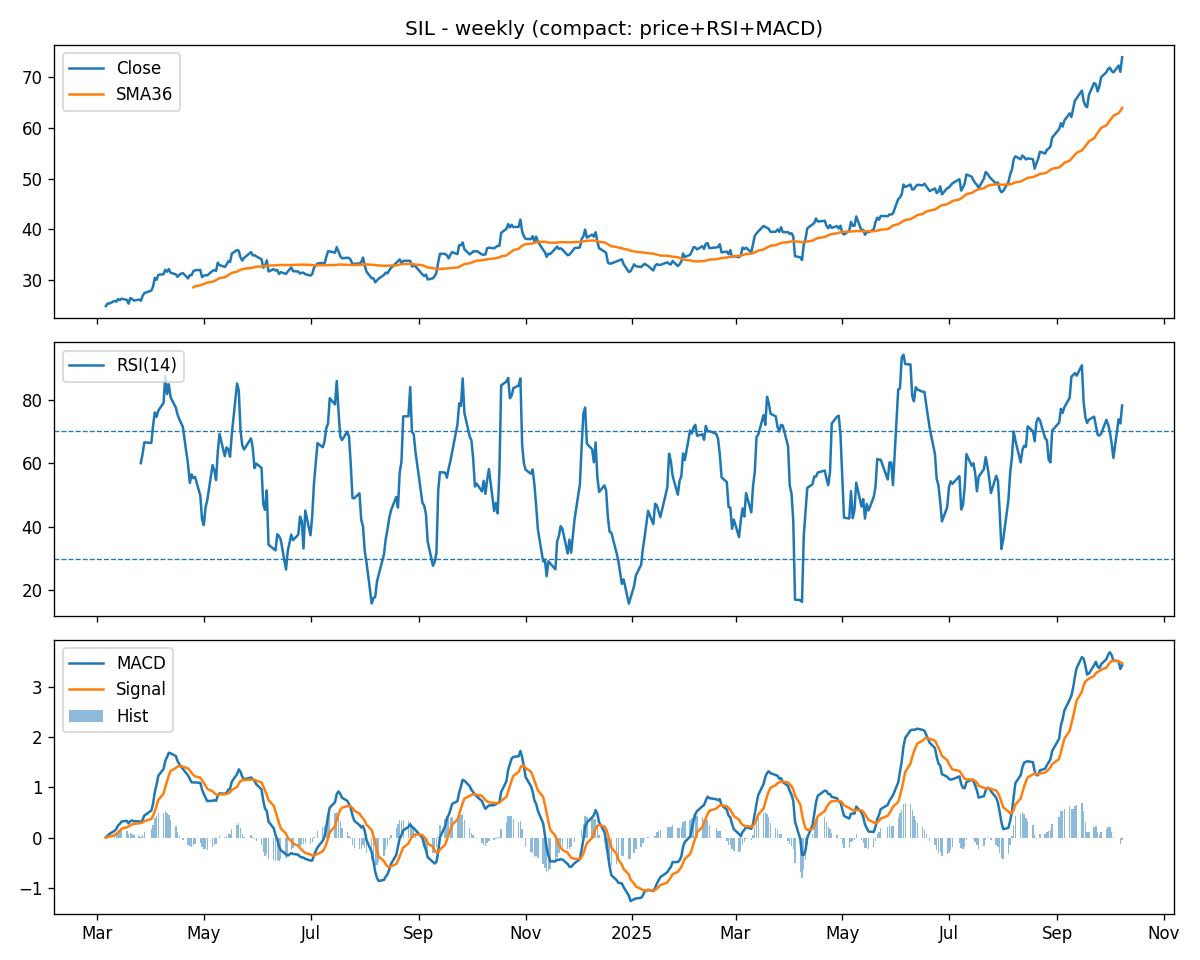 SIL - weekly (compact: price+RSI+MACD)
Close
SMA36
70
60
50
40
30
RSI(14)
80
60
40
20
MACD
Signal
Hist
3
2
1
0
−1
Mar May Jul Sep Nov 2025 Mar May Jul Sep Nov